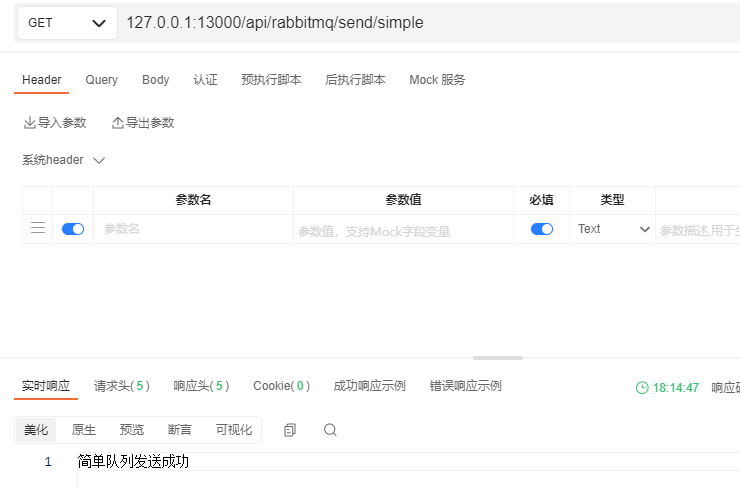 GET 127.0.0.1:13000/api/rabbitmq/send/simple
Header Query Body 认证 预执行脚本 后执行脚本 Mock 服务
导入参数 导出参数
系统header
参数名 参数值 必填 类型
参数名 参数值，支持Mock字段变量 Text 参数描述,用于
实时响应 请求头( 5 ) 响应头( 5 ) Cookie( 0 ) 成功响应示例 错误响应示例 18:14:47 响应
美化 原生 预览 断言 可视化
1 简单队列发送成功